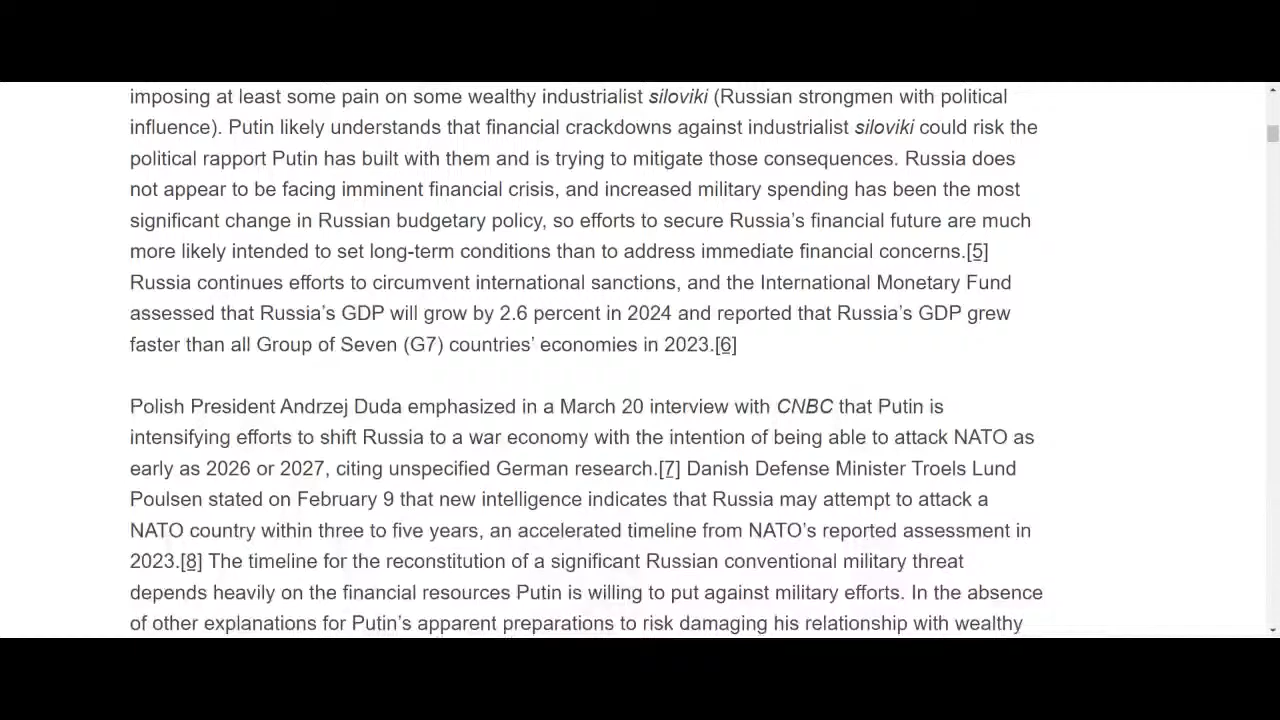 imposing at least some pain on some wealthy industrialist siloviki (Russian strongmen with political
influence). Putin likely understands that financial crackdowns against industrialist siloviki could risk the
political rapport Putin has built with them and is trying to mitigate those consequences. Russia does
not appear to be facing imminent financial crisis, and increased military spending has been the most
significant change in Russian budgetary policy, so efforts to secure Russia’s financial future are much
more likely intended to set long-term conditions than to address immediate financial concerns.[5]
Russia continues efforts to circumvent international sanctions, and the International Monetary Fund
assessed that Russia’s GDP will grow by 2.6 percent in 2024 and reported that Russia’s GDP grew
faster than all Group of Seven (G7) countries’ economies in 2023.[6]
Polish President Andrzej Duda emphasized in a March 20 interview with CNBC that Putin is
intensifying efforts to shift Russia to a war economy with the intention of being able to attack NATO as
early as 2026 or 2027, citing unspecified German research.[7] Danish Defense Minister Troels Lund
Poulsen stated on February 9 that new intelligence indicates that Russia may attempt to attack a
NATO country within three to five years, an accelerated timeline from NATO’s reported assessment in
2023.[8] The timeline for the reconstitution of a significant Russian conventional military threat
depends heavily on the financial resources Putin is willing to put against military efforts. In the absence
of other explanations for Putin’s apparent preparations to risk damaging his relationship with wealthy